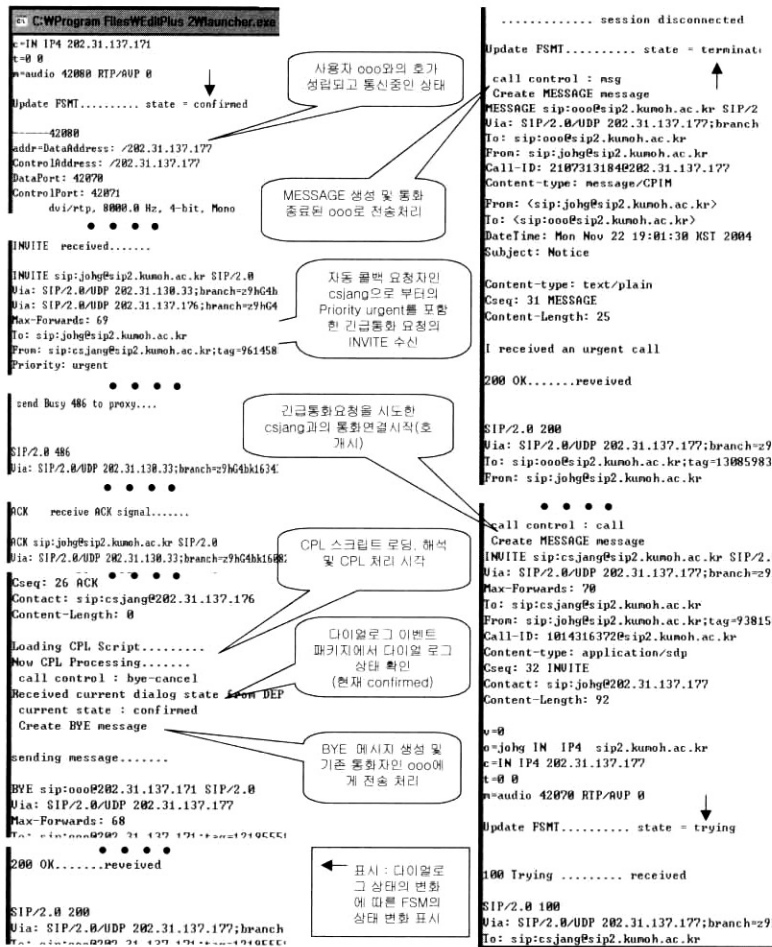 C:\WProgram FilesWEditPlus 2Wlauncher.exe
c=IN IP4 202.31.137.171
t=0 0
m=audio 42080 RTP/AVP 0
Update FSMT.......... state = confirmed
------42080
addr=DataAddress: /202.31.137.177
ControlAddress: /202.31.137.177
DataPort: 42070
ControlPort: 42071
dvi/rtp, 8000.0 Hz, 4-bit, Mono
INVITE received.......
INVITE sip:johg@sip2.kumoh.ac.kr SIP/2.0
Via: SIP/2.0/UDP 202.31.130.33;branch=z9hG4b
Via: SIP/2.0/UDP 202.31.137.176;branch=z9hG4
Max-Forwards: 69
To: sip:johg@sip2.kumoh.ac.kr
From: sip:csjang@sip2.kumoh.ac.kr;tag=961458
Priority: urgent
send Busy 486 to proxy....
SIP/2.0 486
Via: SIP/2.0/UDP 202.31.130.33;branch=z9hG4bk1634
ACK receive ACK signal.......
ACK sip:johg@sip2.kumoh.ac.kr SIP/2.0
Via: SIP/2.0/UDP 202.31.130.33;branch=z9hG4bk1608
Cseq: 26 ACK
Contact: sip:csjang@202.31.137.176
Content-Length: 0
Loading CPL Script.........
Now CPL Processing.......
call control : bye-cancel
Received current dialog state from DEP
current state : confirmed
Create BYE message
sending message.......
BYE sip:ooo@202.31.137.171 SIP/2.0
Via: SIP/2.0/UDP 202.31.137.177
Max-Forwards: 68
200 OK.......reveived
SIP/2.0 200
Via: SIP/2.0/UDP 202.31.137.177;branch
사용자 ooo와의 호가
성립되고 통신중인 상태
MESSAGE 생성 및 통화
종료된 ooo로 전송처리
자동 콜백 요청자인
csjang으로 부터의
Priority urgent를 포함
한 긴급통화 요청의
INVITE 수신
긴급통화요청을 시도한
csjang과의 통화연결시작(호
개시)
CPL 스크립트 로딩, 해석
및 CPL 처리 시작
다이얼로그 이벤트
패키지에서 다이얼 로그
상태 확인
(현재 confirmed)
BYE 메시지 생성 및
기존 통화자인 ooo에
게 전송 처리
표시 : 다이얼로
그 상태의 변화
에 따른 FSM의
상태 변화 표시
............ session disconnected
Update FSMT.......... state = terminat
call control : msg
Create MESSAGE message
MESSAGE sip:ooo@sip2.kumoh.ac.kr SIP/2
Via: SIP/2.0/UDP 202.31.137.177;branch
To: sip:ooo@sip2.kumoh.ac.kr
From: sip:johg@sip2.kumoh.ac.kr
Call-ID: 2107313184@202.31.137.177
Content-type: message/CPIM
From: <sip:johg@sip2.kumoh.ac.kr>
To: <sip:ooo@sip2.kumoh.ac.kr>
DateTime: Mon Nov 22 19:01:30 KST 2004
Subject: Notice
Content-type: text/plain
Cseq: 31 MESSAGE
Content-Length: 25
I received an urgent call
200 OK.......reveived
SIP/2.0 200
Via: SIP/2.0/UDP 202.31.137.177;branch=z9
To: sip:ooo@sip2.kumoh.ac.kr;tag=13085983
From: sip:johg@sip2.kumoh.ac.kr
call control : call
Create MESSAGE message
INVITE sip:csjang@sip2.kumoh.ac.kr SIP/2.
Via: SIP/2.0/UDP 202.31.137.177;branch=z9
Max-Forwards: 70
To: sip:csjang@sip2.kumoh.ac.kr
From: sip:johg@sip2.kumoh.ac.kr;tag=93815
Call-ID: 1014316372@sip2.kumoh.ac.kr
Content-type: application/sdp
Cseq: 32 INVITE
Contact: sip:johg@202.31.137.177
Content-Length: 92
v=0
o=johg IN IP4 sip2.kumoh.ac.kr
c=IN IP4 202.31.137.177
t=0 0
m=audio 42070 RTP/AVP 0
Update FSMT.......... state = trying
100 Trying ......... received
SIP/2.0 100
Via: SIP/2.0/UDP 202.31.137.177;branch=z9
To: sip:csjang@sip2.kumoh.ac.kr